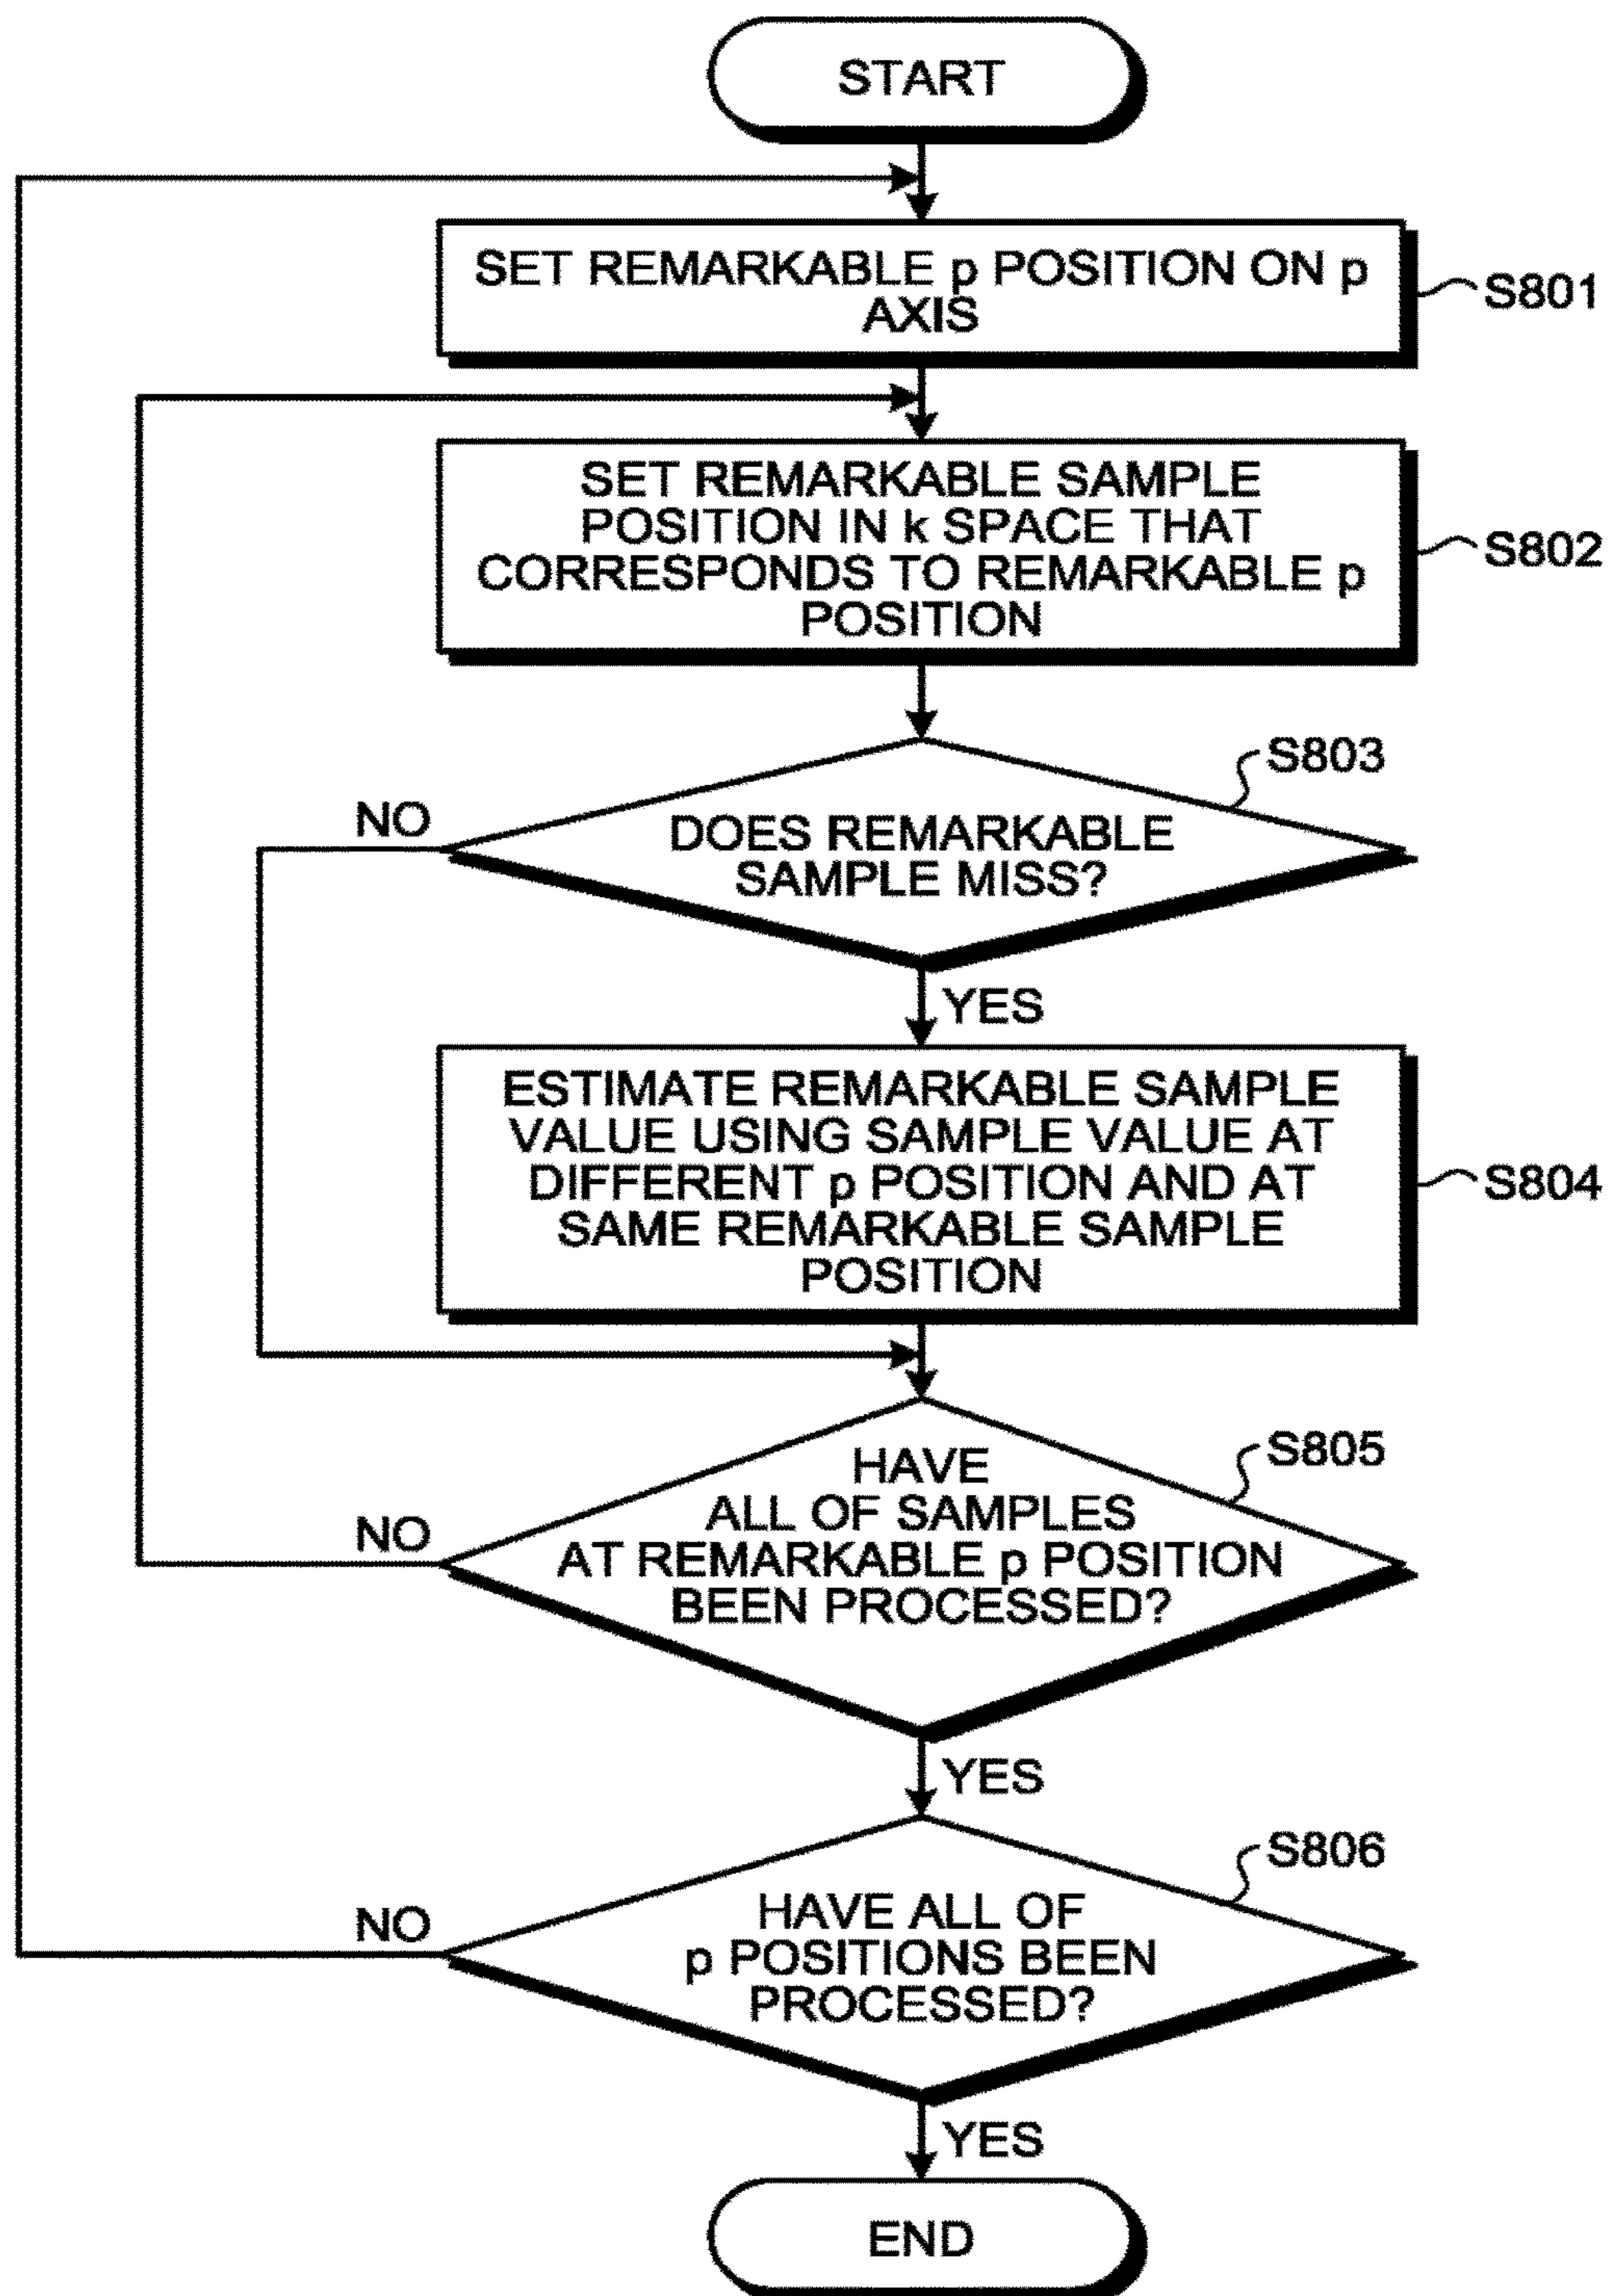 START
SET REMARKABLE p POSITION ON p
AXIS
S801
SET REMARKABLE SAMPLE
POSITION IN k SPACE THAT
CORRESPONDS TO REMARKABLE p
POSITION
S802
S803
NO
DOES REMARKABLE
SAMPLE MISS?
YES
ESTIMATE REMARKABLE SAMPLE
VALUE USING SAMPLE VALUE AT
DIFFERENT p POSITION AND AT
SAME REMARKABLE SAMPLE
POSITION
S804
S805
HAVE
ALL OF SAMPLES
AT REMARKABLE p POSITION
BEEN PROCESSED?
NO
YES
S806
HAVE ALL OF
p POSITIONS BEEN
PROCESSED?
NO
YES
END